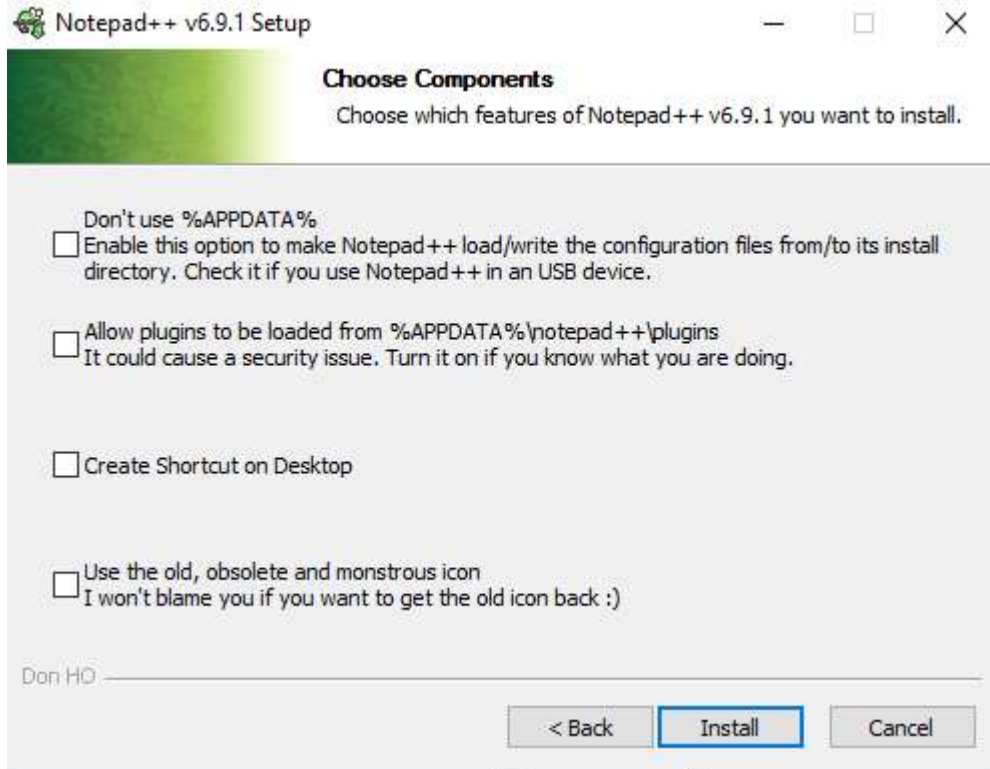 Notepad++ v6.9.1 Setup
Choose Components
Choose which features of Notepad++ v6.9.1 you want to install.
Don't use %APPDATA%
Enable this option to make Notepad++ load/write the configuration files from/to its install
directory. Check it if you use Notepad++ in an USB device.
Allow plugins to be loaded from %APPDATA%\notepad++\plugins
It could cause a security issue. Turn it on if you know what you are doing.
Create Shortcut on Desktop
Use the old, obsolete and monstrous icon
I won't blame you if you want to get the old icon back :)
Don HO
< Back Install Cancel